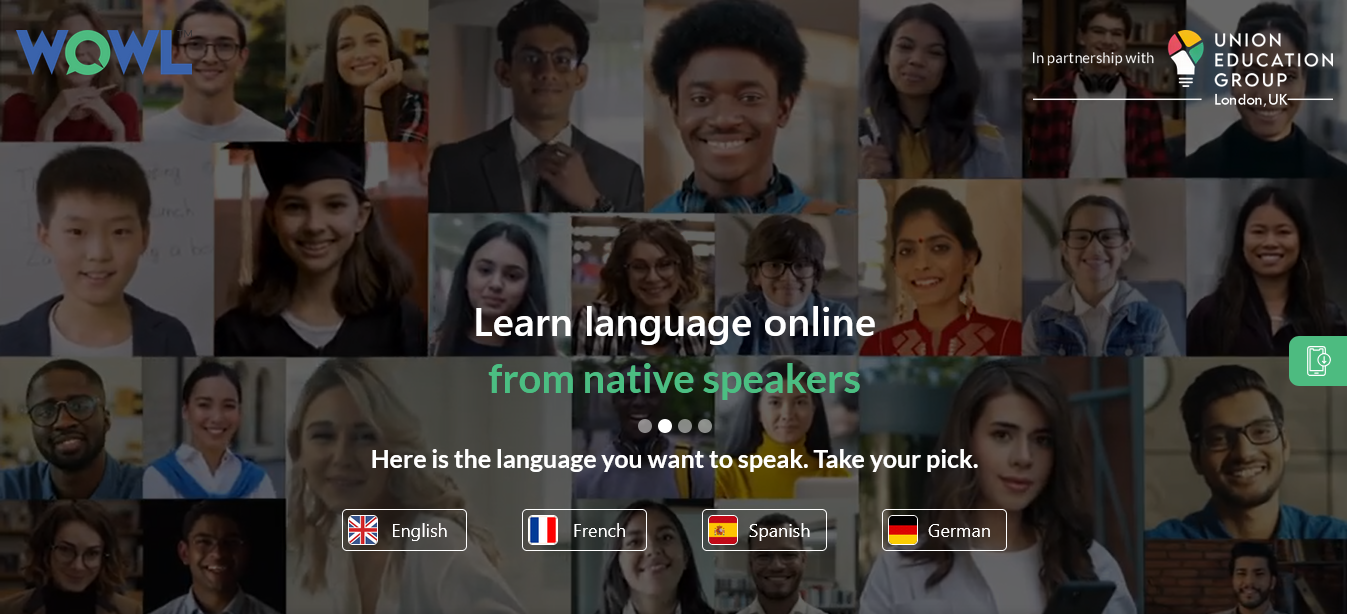 WOWL™
In partnership with
UNION
EDUCATION
GROUP
London, UK
Learn language online
from native speakers
Here is the language you want to speak. Take your pick.
English
French
Spanish
German